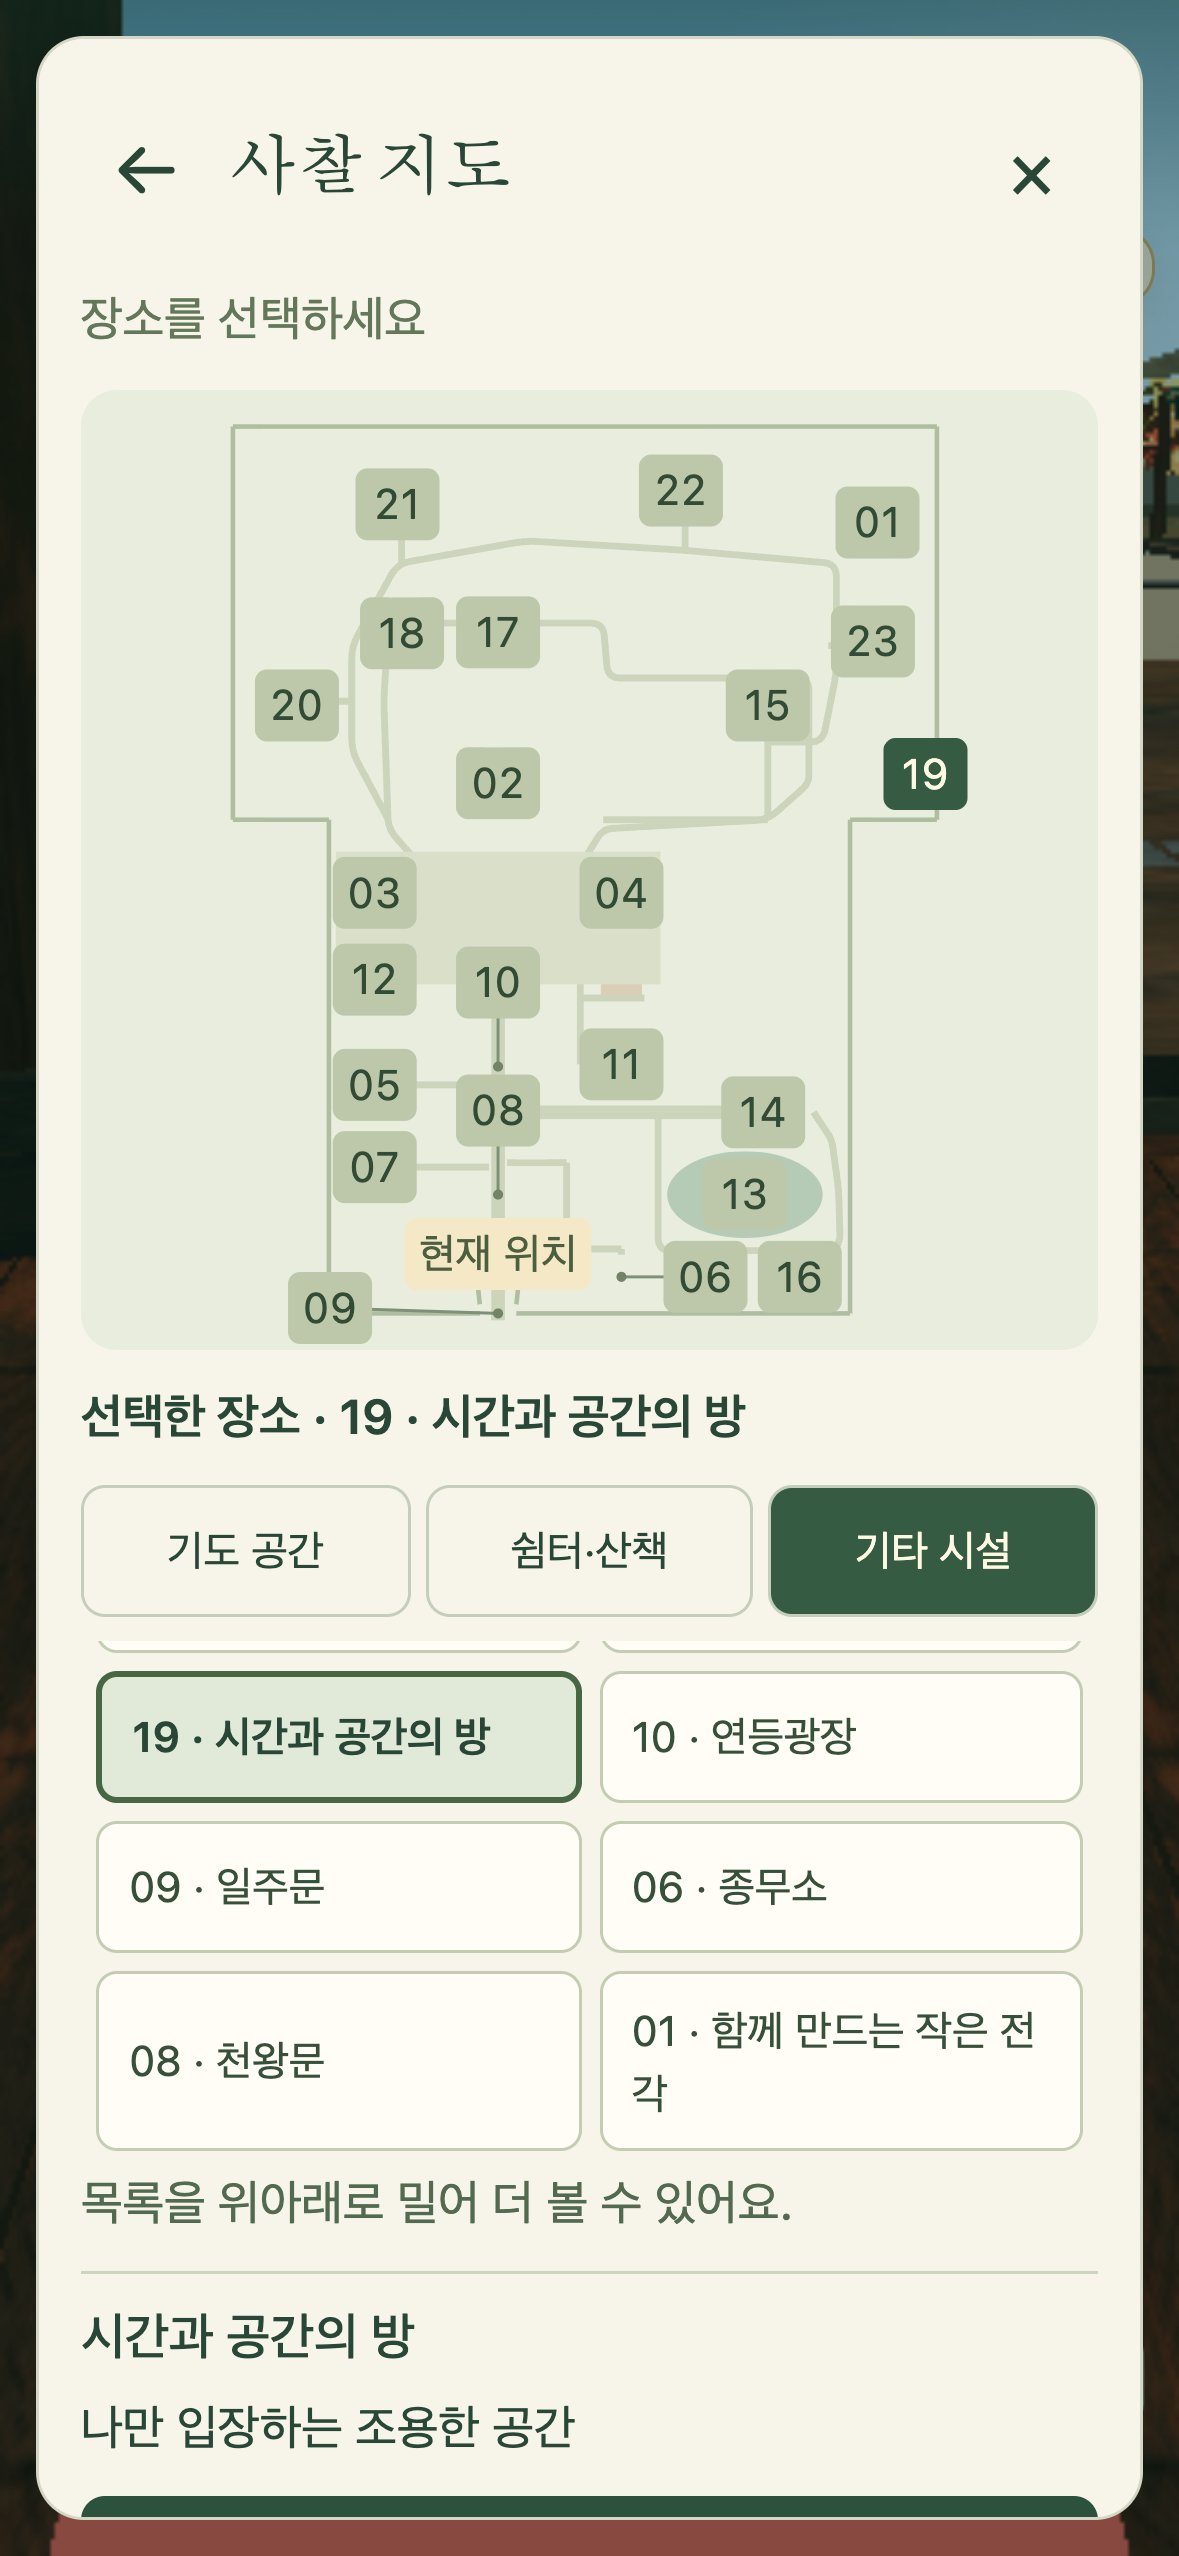 사찰 지도
장소를 선택하세요
21
22
01
18
17
23
20
15
19
02
03
04
12
10
11
05
08
14
07
13
현재 위치
06
16
09
선택한 장소 · 19 · 시간과 공간의 방
기도 공간
쉼터·산책
기타 시설
19 · 시간과 공간의 방
10 · 연등광장
09 · 일주문
06 · 종무소
08 · 천왕문
01 · 함께 만드는 작은 전
각
목록을 위아래로 밀어 더 볼 수 있어요.
시간과 공간의 방
나만 입장하는 조용한 공간